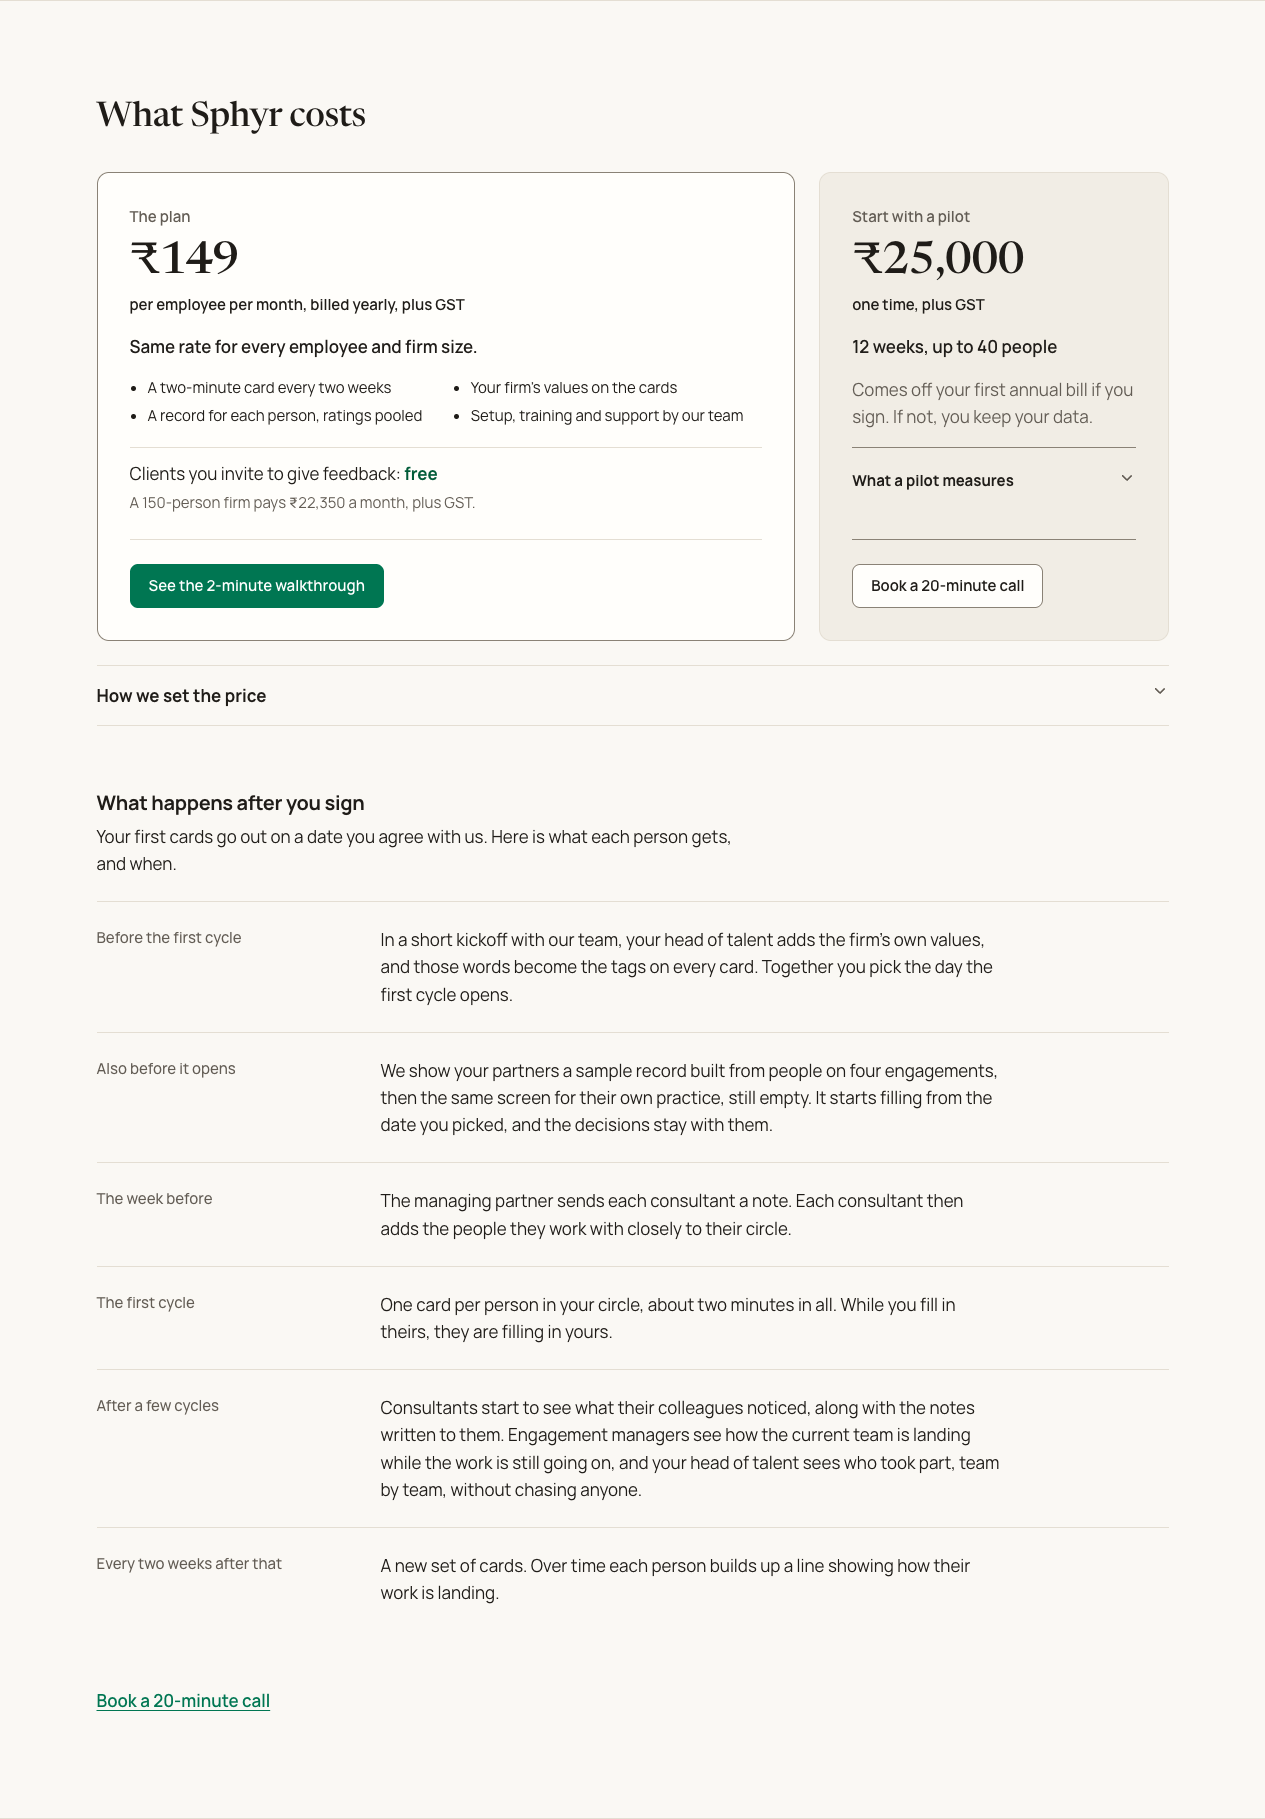 What Sphyr costs
The plan
₹149
per employee per month, billed yearly, plus GST
Same rate for every employee and firm size.
• A two-minute card every two weeks
• A record for each person, ratings pooled
• Your firm's values on the cards
• Setup, training and support by our team
Clients you invite to give feedback: free
A 150-person firm pays ₹22,350 a month, plus GST.
See the 2-minute walkthrough
Start with a pilot
₹25,000
one time, plus GST
12 weeks, up to 40 people
Comes off your first annual bill if you
sign. If not, you keep your data.
What a pilot measures
Book a 20-minute call
How we set the price
What happens after you sign
Your first cards go out on a date you agree with us. Here is what each person gets,
and when.
Before the first cycle
In a short kickoff with our team, your head of talent adds the firm's own values,
and those words become the tags on every card. Together you pick the day the
first cycle opens.
Also before it opens
We show your partners a sample record built from people on four engagements,
then the same screen for their own practice, still empty. It starts filling from the
date you picked, and the decisions stay with them.
The week before
The managing partner sends each consultant a note. Each consultant then
adds the people they work with closely to their circle.
The first cycle
One card per person in your circle, about two minutes in all. While you fill in
theirs, they are filling in yours.
After a few cycles
Consultants start to see what their colleagues noticed, along with the notes
written to them. Engagement managers see how the current team is landing
while the work is still going on, and your head of talent sees who took part, team
by team, without chasing anyone.
Every two weeks after that
A new set of cards. Over time each person builds up a line showing how their
work is landing.
Book a 20-minute call